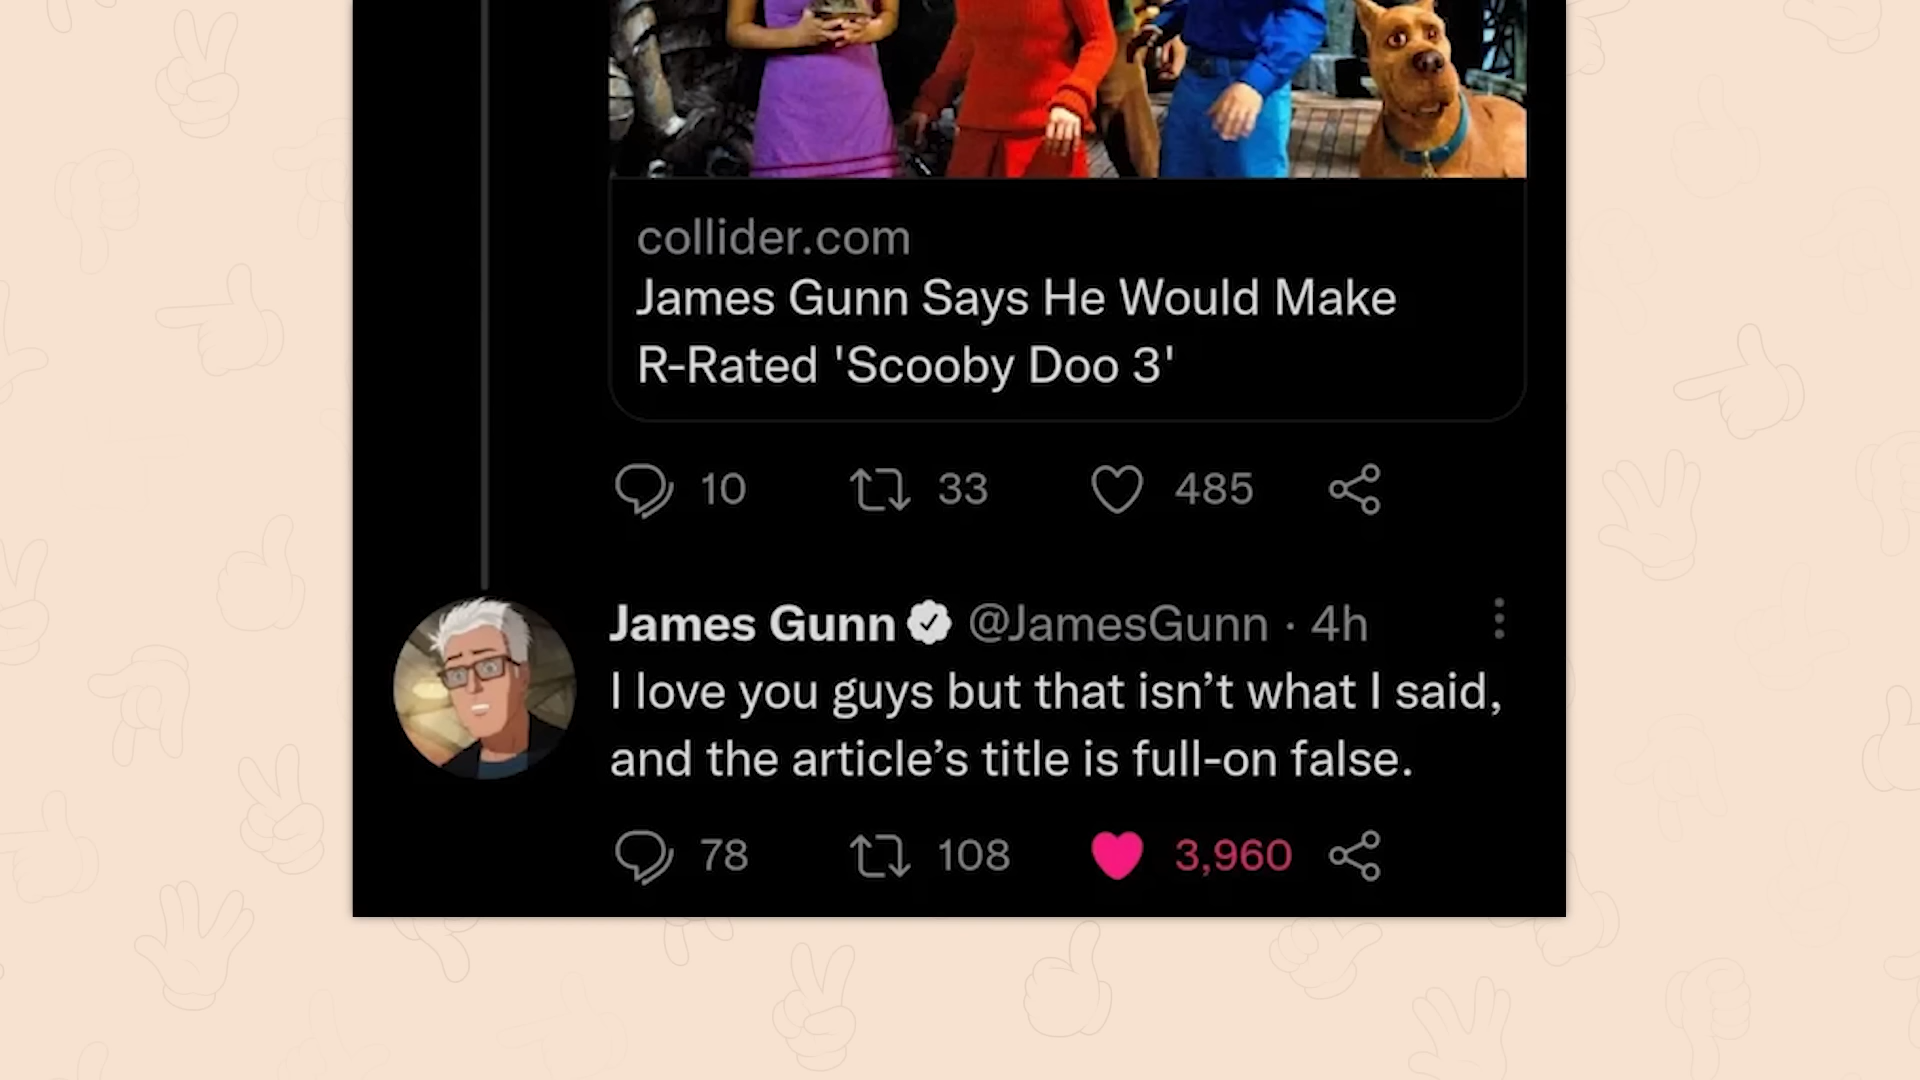 collider.com
James Gunn Says He Would Make
R-Rated 'Scooby Doo 3'
10 33 485
James Gunn @JamesGunn · 4h
I love you guys but that isn’t what I said,
and the article’s title is full-on false.
78 108 3,960